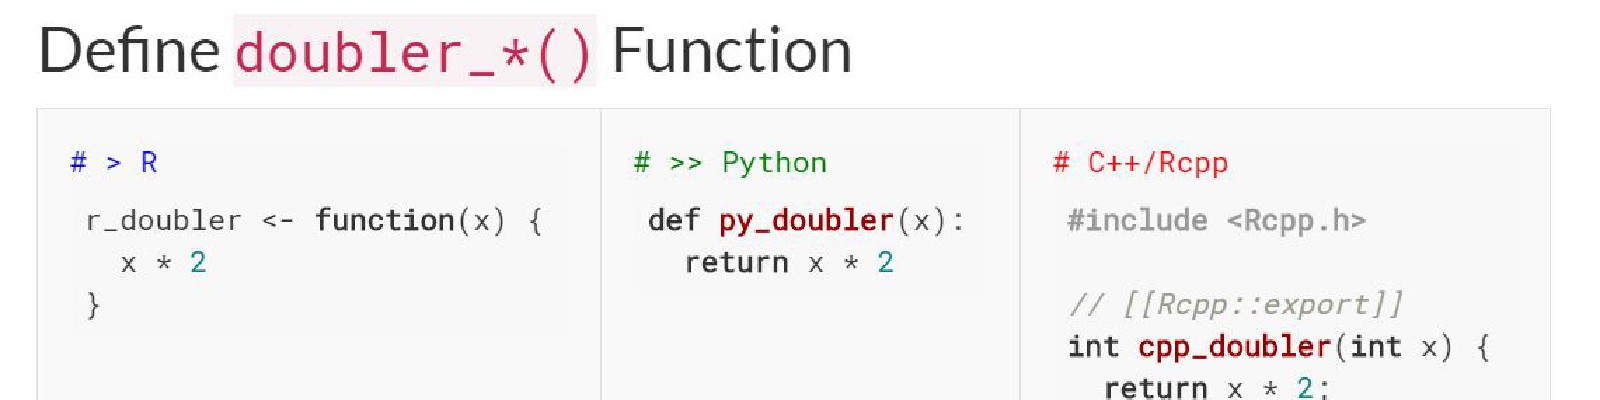 Define doubler_*() Function
# > R
r_doubler <- function(x) {
  x * 2
}
# >> Python
def py_doubler(x):
  return x * 2
# C++/Rcpp
#include <Rcpp.h>
// [[Rcpp::export]]
int cpp_doubler(int x) {
  return x * 2;